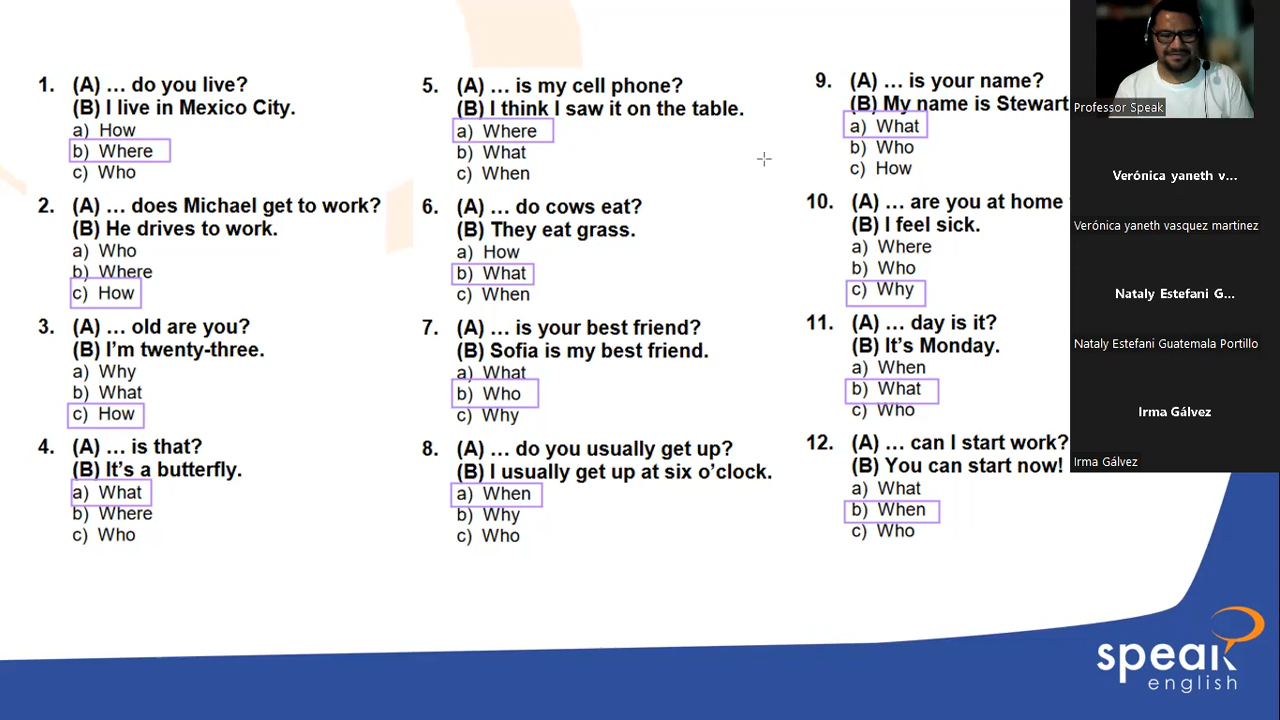 1. (A) … do you live?
(B) I live in Mexico City.
a) How
b) Where
c) Who
2. (A) … does Michael get to work?
(B) He drives to work.
a) Who
b) Where
c) How
3. (A) … old are you?
(B) I'm twenty-three.
a) Why
b) What
c) How
4. (A) … is that?
(B) It's a butterfly.
a) What
b) Where
c) Who
5. (A) … is my cell phone?
(B) I think I saw it on the table.
a) Where
b) What
c) When
6. (A) … do cows eat?
(B) They eat grass.
a) How
b) What
c) When
7. (A) … is your best friend?
(B) Sofia is my best friend.
a) What
b) Who
c) Why
8. (A) … do you usually get up?
(B) I usually get up at six o'clock.
a) When
b) Why
c) Who
9. (A) … is your name?
(B) My name is Stewart
a) What
b) Who
c) How
10. (A) … are you at home
(B) I feel sick.
a) Where
b) Who
c) Why
11. (A) … day is it?
(B) It's Monday.
a) When
b) What
c) Who
12. (A) … can I start work?
(B) You can start now!
a) What
b) When
c) Who
Professor Speak
Verónica yaneth v...
Verónica yaneth vasquez martinez
Nataly Estefani G...
Nataly Estefani Guatemala Portillo
Irma Gálvez
Irma Gálvez
speak
english